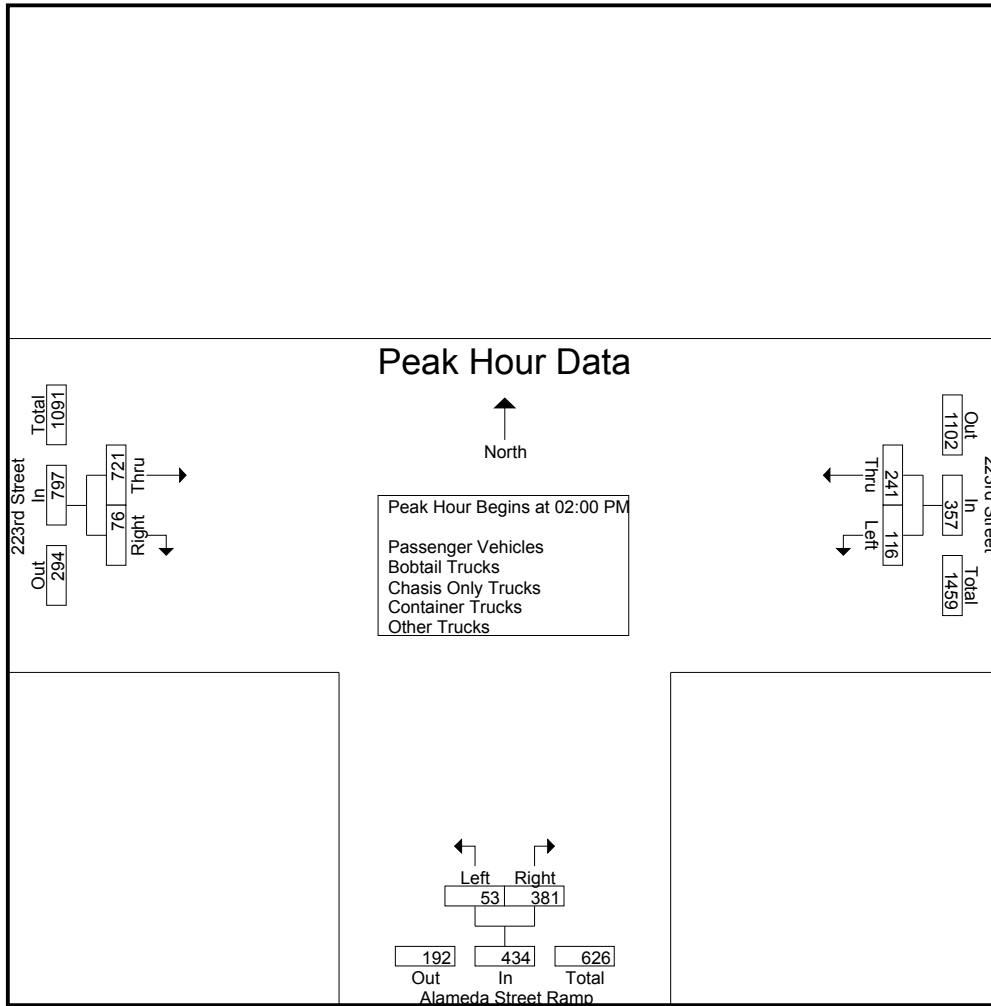 Peak Hour Data
North
Peak Hour Begins at 02:00 PM
Passenger Vehicles
Bobtail Trucks
Chasis Only Trucks
Container Trucks
Other Trucks
223rd Street
Out In Total
294 797 1091
Right Thru
76 721
223rd Street
Out In Total
1102 357 1459
Thru Left
241 116
Left Right
53 381
192 434 626
Out In Total
Alameda Street Ramp